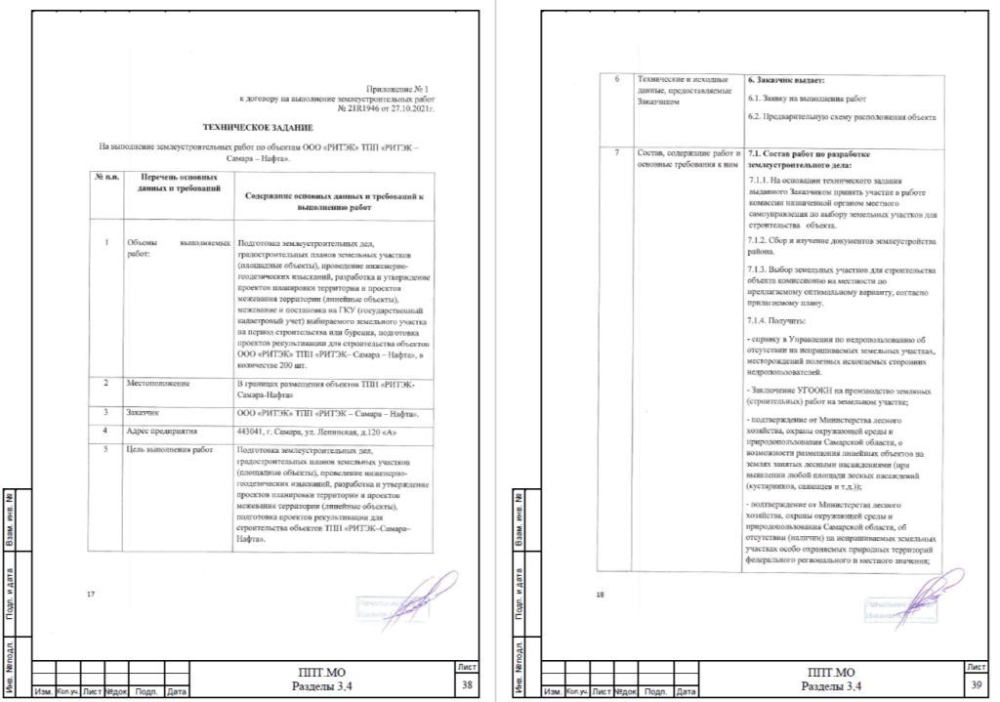 Приложение № 1
к договору на выполнение землеустроительных работ
№ 21R1946 от 27.10.2021г.
ТЕХНИЧЕСКОЕ ЗАДАНИЕ
На выполнение землеустроительных работ по объектам ООО «РИТЭК» ТПП «РИТЭК –
Самара – Нафта».
№ п.п.
Перечень основных
данных и требований
Содержание основных данных и требований к
выполнению работ
1
Объемы выполняемых
работ:
Подготовка землеустроительных дел,
градостроительных планов земельных участков
(площадные объекты), проведение инженерно-
геодезических изысканий, разработка и утверждение
проектов планировки территории и проектов
межевания территории (линейные объекты),
межевание и постановка на ГКУ (государственный
кадастровый учет) выбираемого земельного участка
на период строительства или бурения, подготовка
проектов рекультивации для строительства объектов
ООО «РИТЭК» ТПП «РИТЭК– Самара – Нафта», в
количестве 200 шт.
2
Местоположение
В границах размещения объектов ТПП «РИТЭК-
Самара-Нафта»
3
Заказчик
ООО «РИТЭК» ТПП «РИТЭК – Самара – Нафта».
4
Адрес предприятия
443041, г. Самара, ул. Ленинская, д.120 «А»
5
Цель выполнения работ
Подготовка землеустроительных дел,
градостроительных планов земельных участков
(площадные объекты), проведение инженерно-
геодезических изысканий, разработка и утверждение
проектов планировки территории и проектов
межевания территории (линейные объекты),
подготовка проектов рекультивации для
строительства объектов ТПП «РИТЭК–Самара–
Нафта».
17
Взам. инв. №
Подп. и дата
Инв. №подл.
Изм. Кол.уч. Лист №док Подп. Дата
ППТ.МО
Разделы 3,4
Лист
38
6
Технические и исходные
данные, предоставляемые
Заказчиком
6. Заказчик выдает:
6.1. Заявку на выполнения работ
6.2. Предварительную схему расположения объекта
7
Состав, содержание работ и
основные требования к ним
7.1. Состав работ по разработке
землеустроительного дела:
7.1.1. На основании технического задания
выданного Заказчиком принять участие в работе
комиссии назначенной органом местного
самоуправления по выбору земельных участков для
строительства объекта.
7.1.2. Сбор и изучение документов землеустройства
района.
7.1.3. Выбор земельных участков для строительства
объекта комиссионно на местности по
предлагаемому оптимальному варианту, согласно
прилагаемому плану.
7.1.4. Получить:
- справку в Управления по недропользованию об
отсутствии на испрашиваемых земельных участках,
месторождений полезных ископаемых сторонних
недропользователей.
- Заключение УГООКН на производство земляных
(строительных) работ на земельном участке;
- подтверждение от Министерства лесного
хозяйства, охраны окружающей среды и
природопользования Самарской области, о
возможности размещения линейных объектов на
землях занятых лесными насаждениями (при
выявлении любой площади лесных насаждений
(кустарников, саженцев и т.д.));
- подтверждение от Министерства лесного
хозяйства, охраны окружающей среды и
природопользования Самарской области, об
отсутствии (наличии) на испрашиваемых земельных
участках особо охраняемых природных территорий
федерального регионального и местного значения;
18
Взам. инв. №
Подп. и дата
Инв. №подл.
Изм. Кол.уч. Лист №док Подп. Дата
ППТ.МО
Разделы 3,4
Лист
39